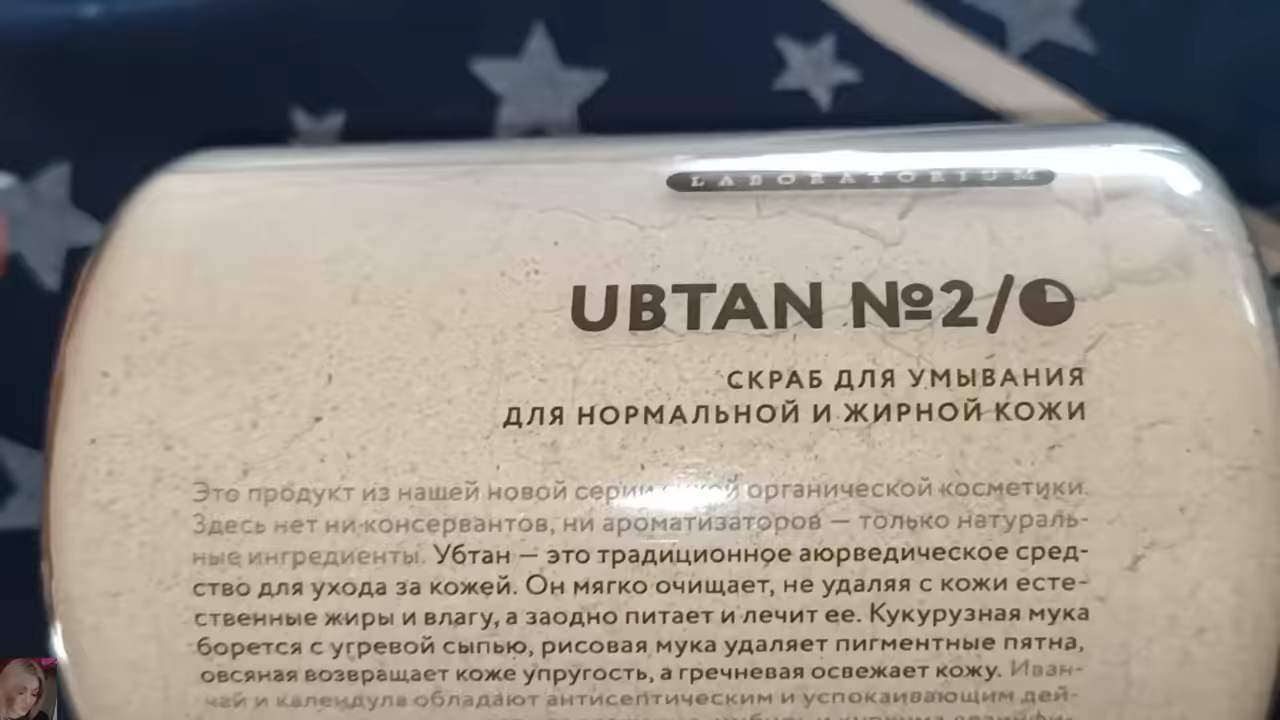 LABORATORIUM
UBTAN №2/
СКРАБ ДЛЯ УМЫВАНИЯ
ДЛЯ НОРМАЛЬНОЙ И ЖИРНОЙ КОЖИ
Это продукт из нашей новой серии органической косметики.
Здесь нет ни консервантов, ни ароматизаторов — только натураль-
ные ингредиенты. Убтан — это традиционное аюрведическое сред-
ство для ухода за кожей. Он мягко очищает, не удаляя с кожи есте-
ственные жиры и влагу, а заодно питает и лечит ее. Кукурузная мука
борется с угревой сыпью, рисовая мука удаляет пигментные пятна,
овсяная возвращает коже упругость, а гречневая освежает кожу. Иван-
чай и календула обладают антисептическим и успокаивающим дей-